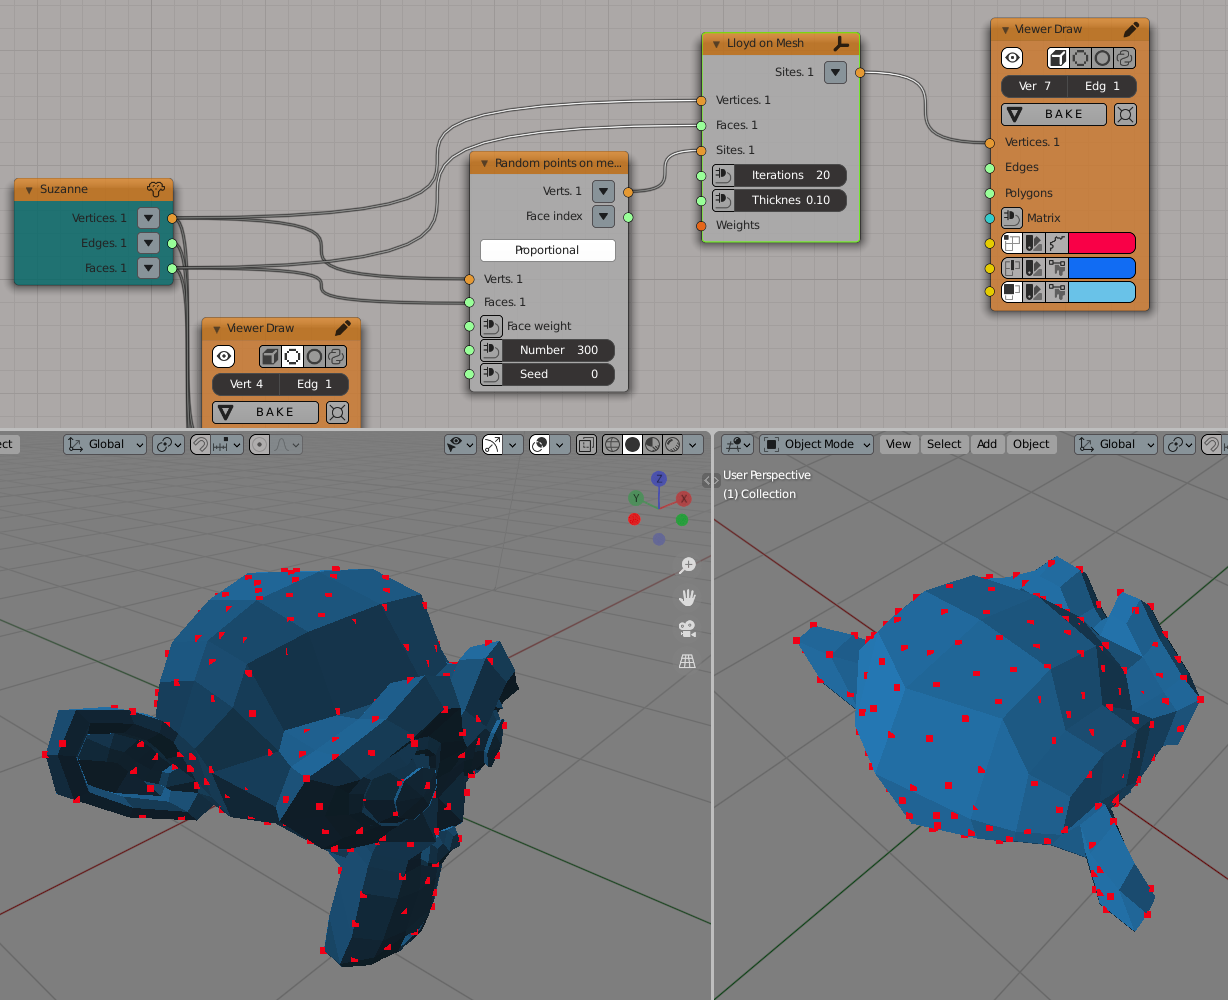 Suzanne
Vertices. 1
Edges. 1
Faces. 1
Viewer Draw
Vert 4 Edg 1
BAKE
Random points on me...
Verts. 1
Face index
Proportional
Verts. 1
Faces. 1
Face weight
Number 300
Seed 0
Lloyd on Mesh
Sites. 1
Vertices. 1
Faces. 1
Sites. 1
Iterations 20
Thicknes 0.10
Weights
Viewer Draw
Ver 7 Edg 1
BAKE
Vertices. 1
Edges
Polygons
Matrix
ect Global
Z
Y
X
Object Mode View Select Add Object Global
User Perspective
(1) Collection